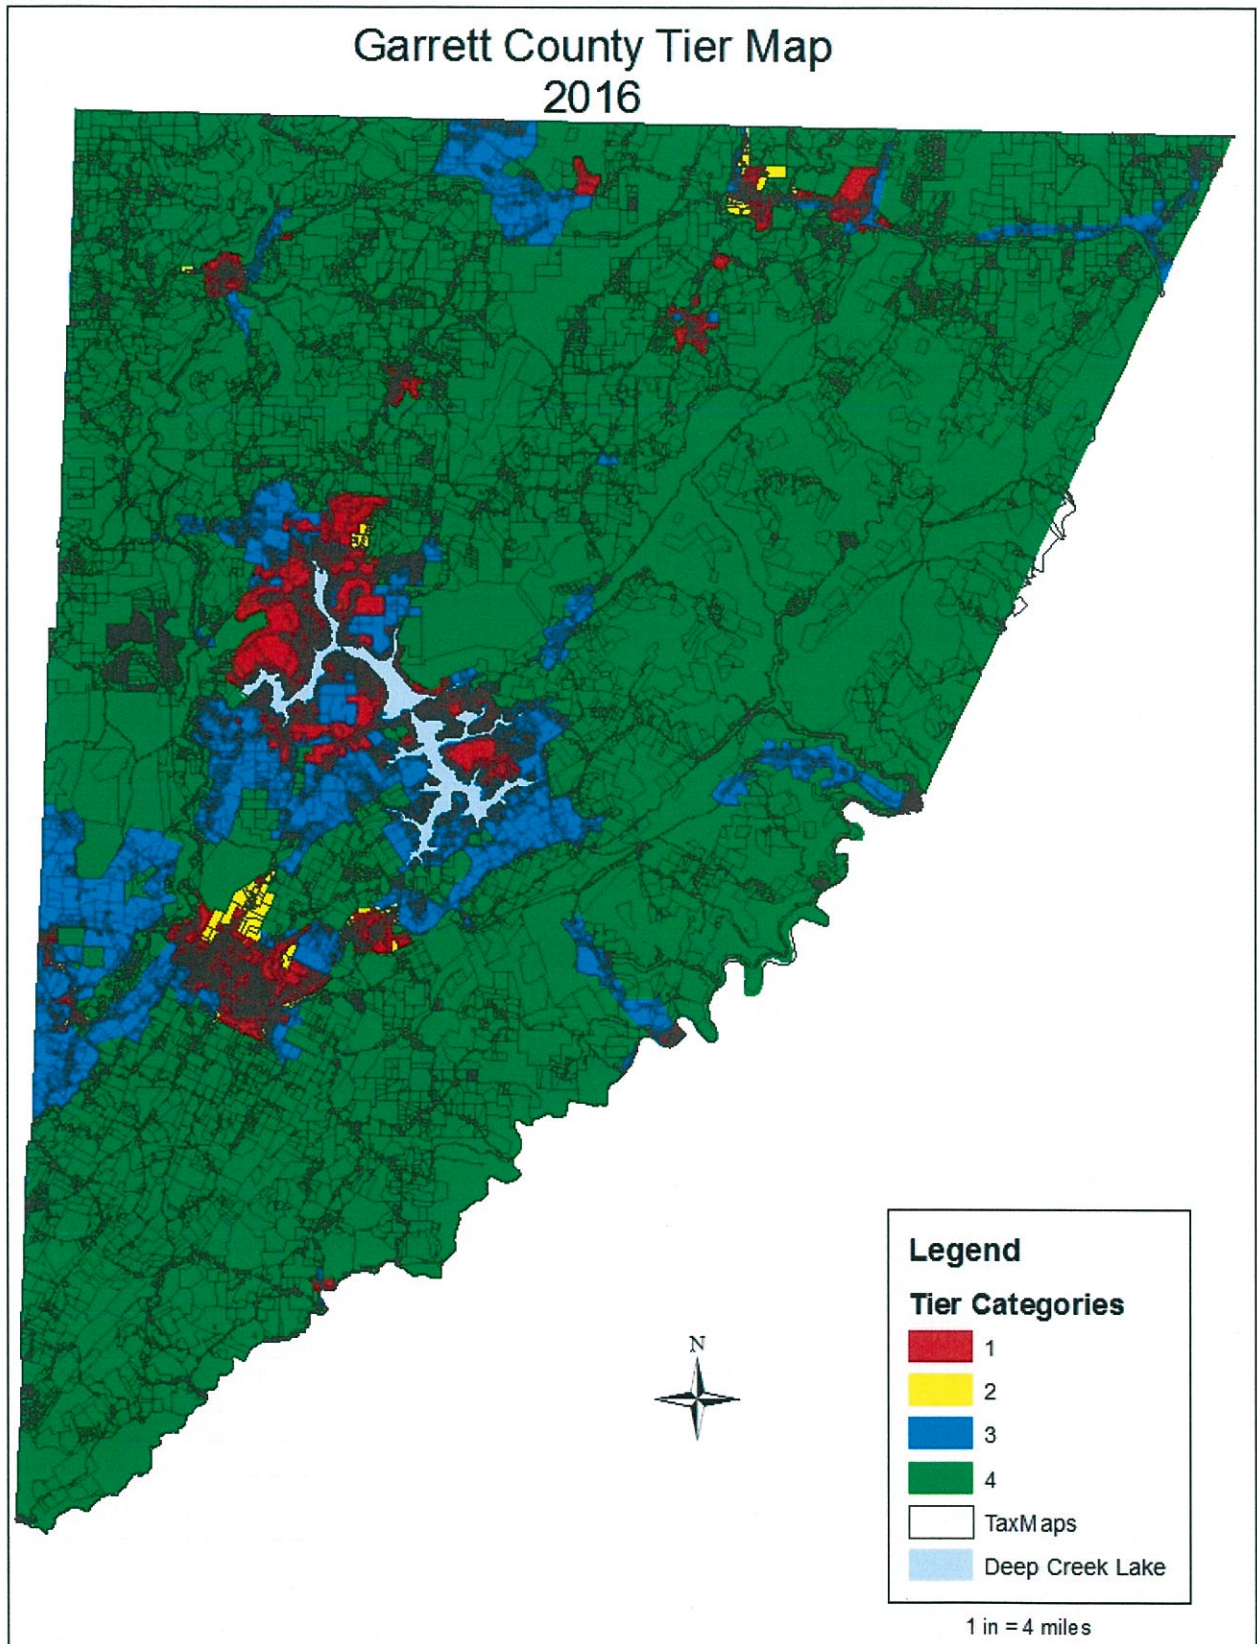 Garrett County Tier Map
2016
N
Legend
Tier Categories
1
2
3
4
TaxMaps
Deep Creek Lake
1 in = 4 miles